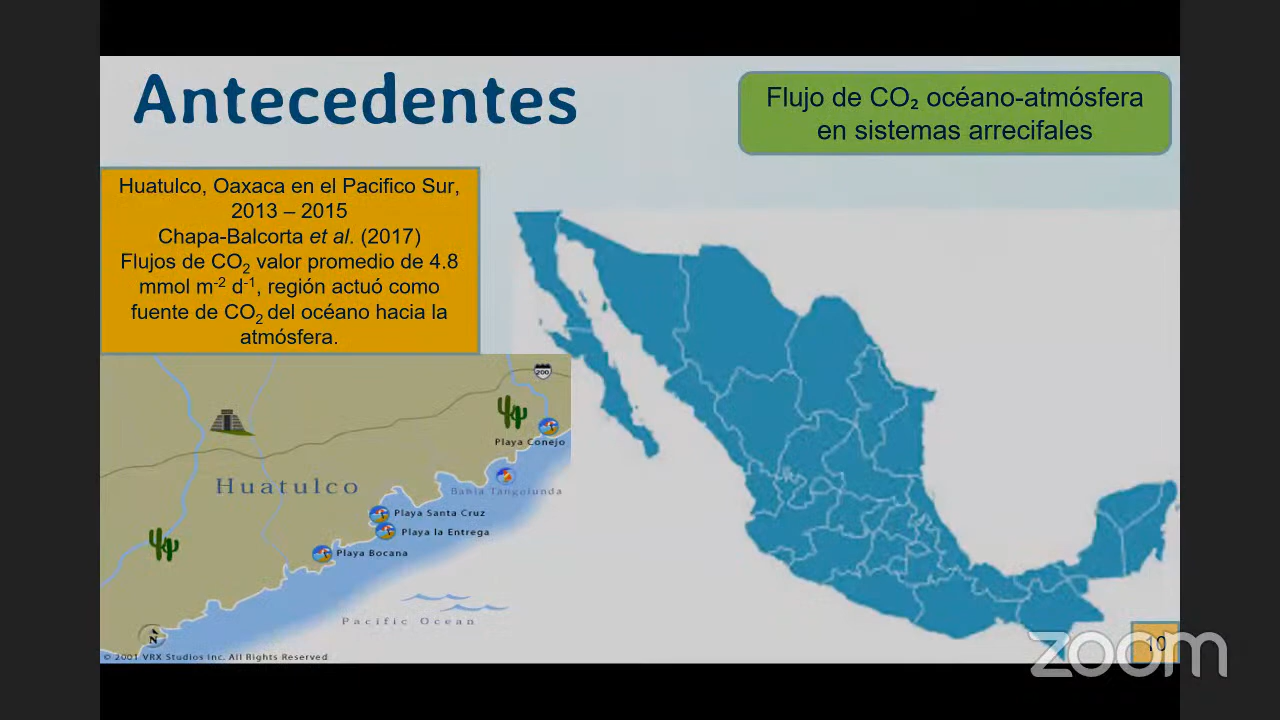 Antecedentes
Flujo de CO₂ océano-atmósfera
en sistemas arrecifales
Huatulco, Oaxaca en el Pacifico Sur,
2013 – 2015
Chapa-Balcorta et al. (2017)
Flujos de CO₂ valor promedio de 4.8
mmol m⁻² d⁻¹, región actuó como
fuente de CO₂ del océano hacia la
atmósfera.
200
Playa Conejo
Huatulco
Bahia Tangolunda
Playa Santa Cruz
Playa la Entrega
Playa Bocana
Pacific Ocean
N
© 2001 VRX Studios Inc. All Rights Reserved
10
zoom